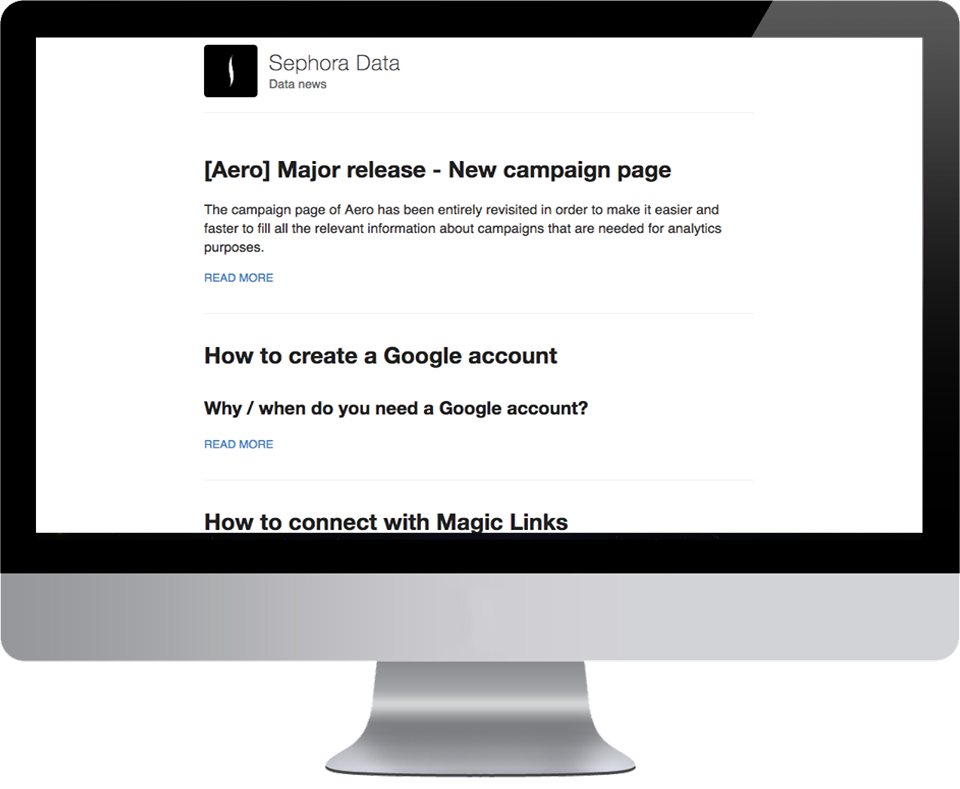 Sephora Data
Data news
[Aero] Major release - New campaign page
The campaign page of Aero has been entirely revisited in order to make it easier and
faster to fill all the relevant information about campaigns that are needed for analytics
purposes.
READ MORE
How to create a Google account
Why / when do you need a Google account?
READ MORE
How to connect with Magic Links